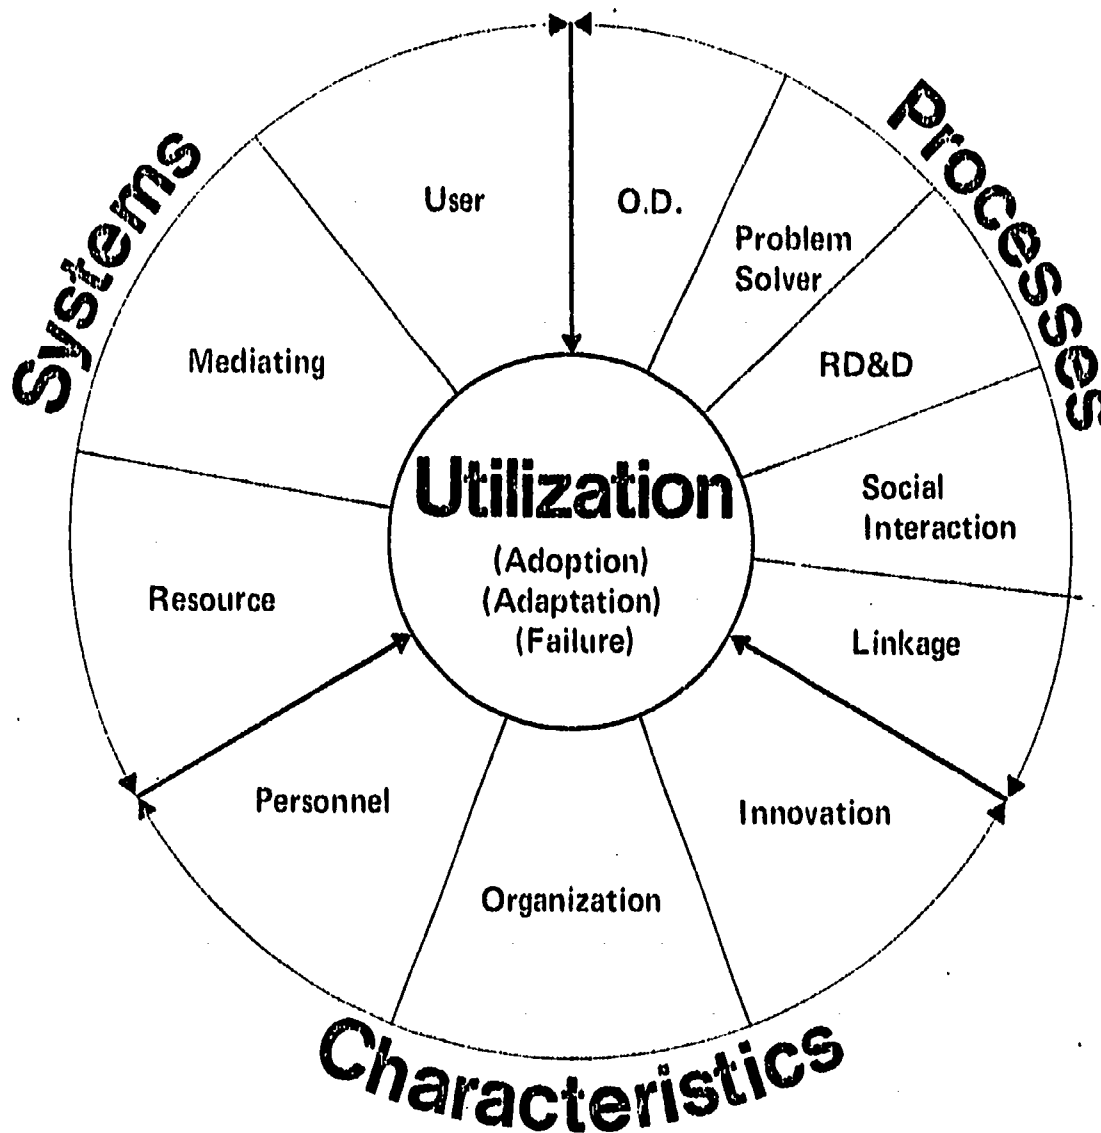 Systems
Processes
Characteristics
User
O.D.
Problem
Solver
Mediating
RD&D
Utilization
(Adoption)
(Adaptation)
(Failure)
Social
Interaction
Resource
Linkage
Personnel
Innovation
Organization